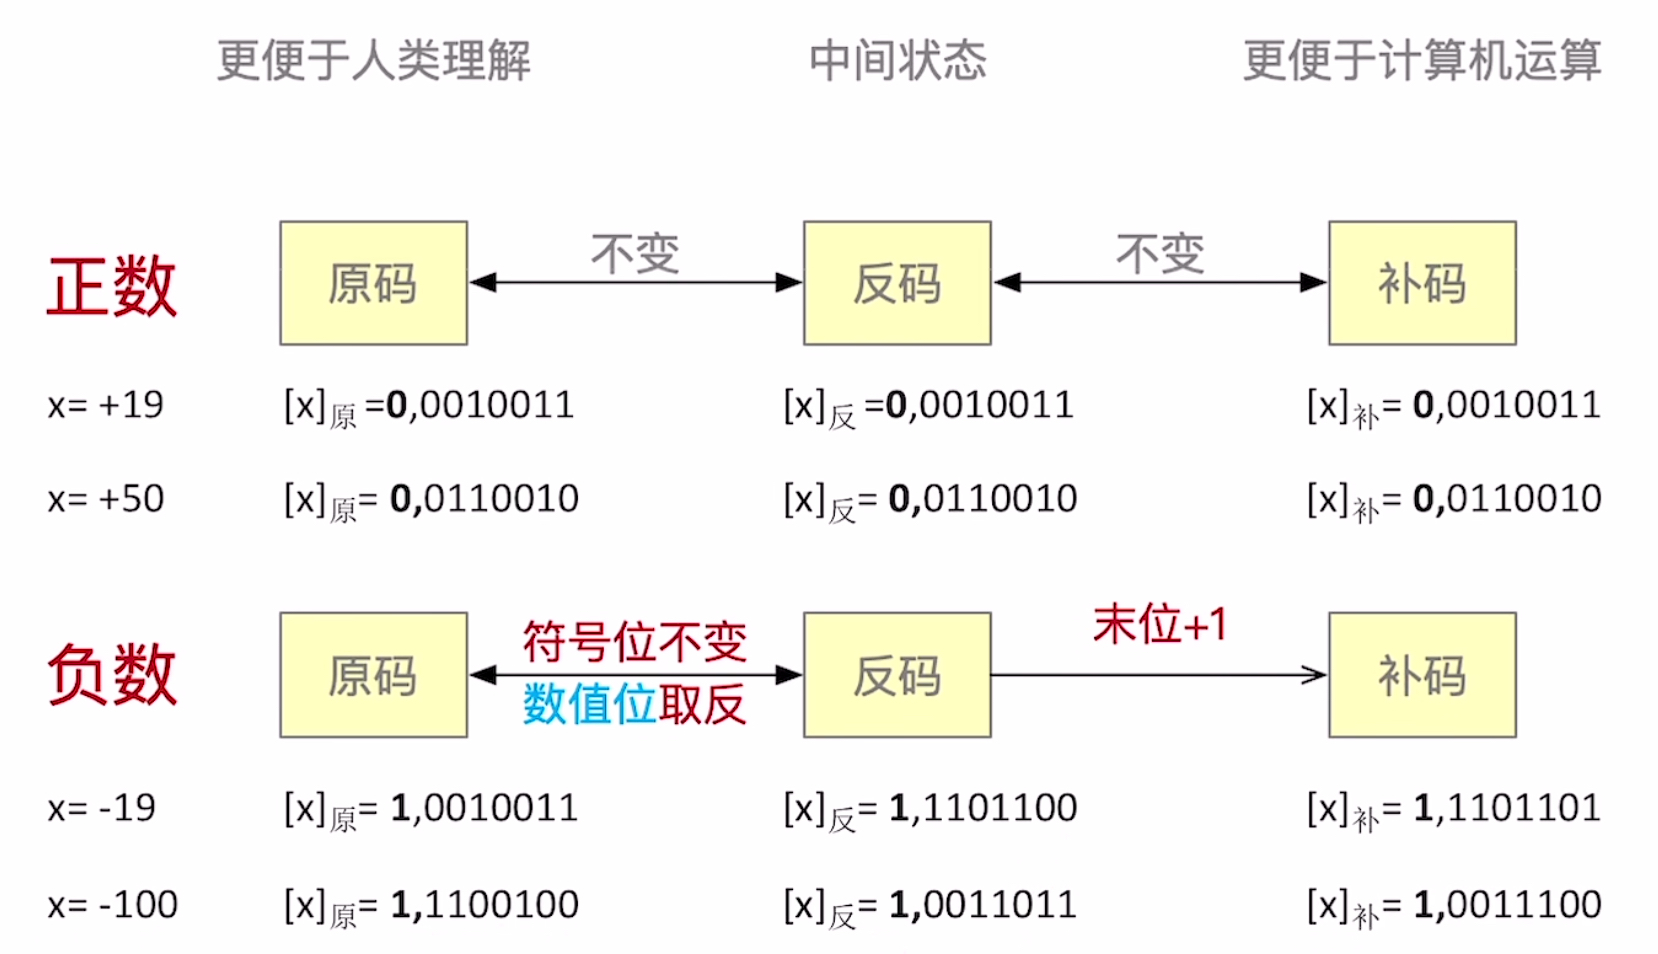 更便于人类理解 中间状态 更便于计算机运算
正数 原码 不变 反码 不变 补码
x= +19 [x]原 =0,0010011 [x]反 =0,0010011 [x]补= 0,0010011
x= +50 [x]原= 0,0110010 [x]反= 0,0110010 [x]补= 0,0110010
负数 原码 符号位不变 反码 末位+1 补码
数值位取反
x= -19 [x]原= 1,0010011 [x]反= 1,1101100 [x]补= 1,1101101
x= -100 [x]原= 1,1100100 [x]反= 1,0011011 [x]补= 1,0011100